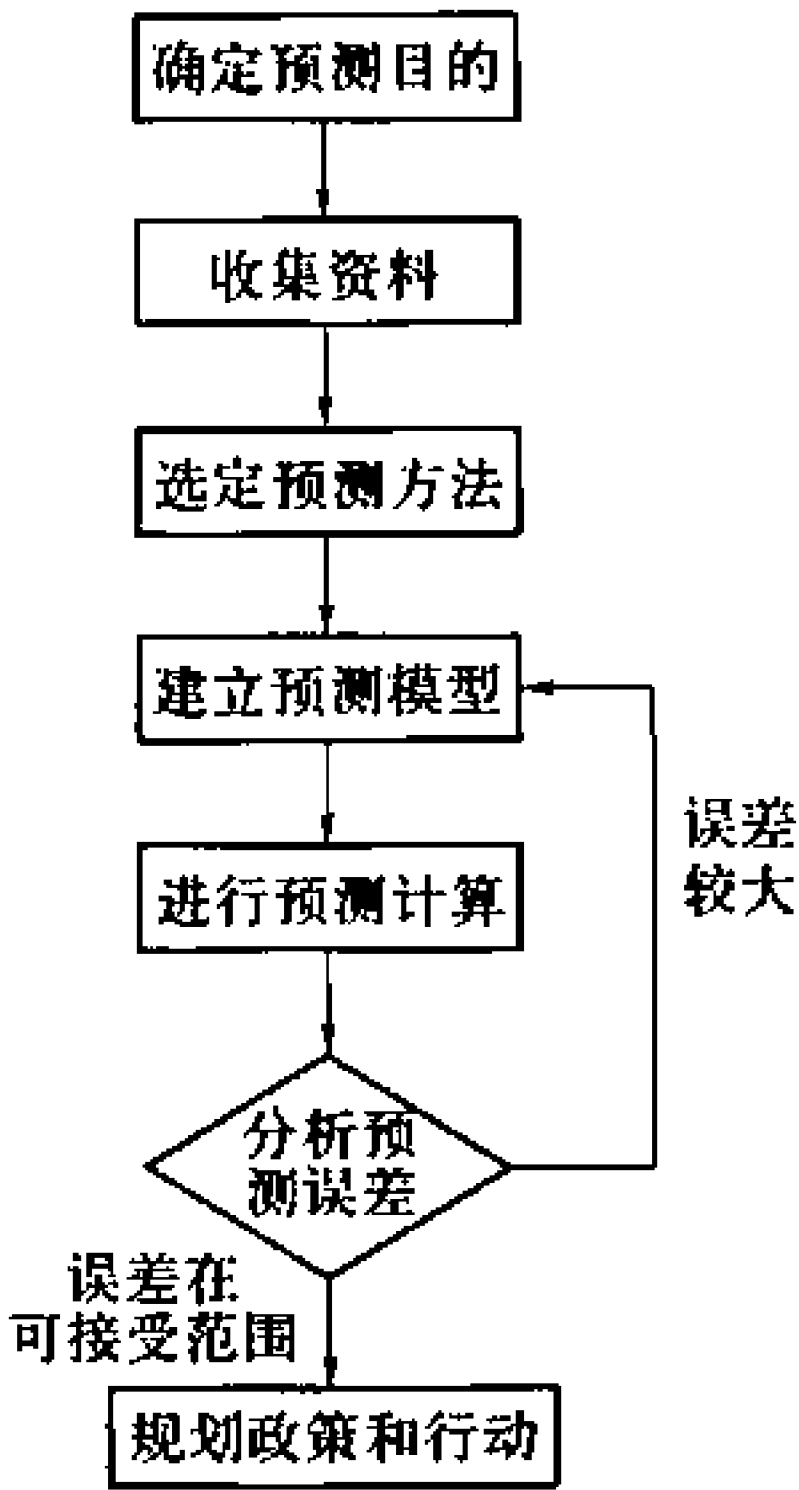 确定预测目的
收集资料
选定预测方法
建立预测模型
误差
较大
进行预测计算
分析预
测误差
误差在
可接受范围
规划政策和行动